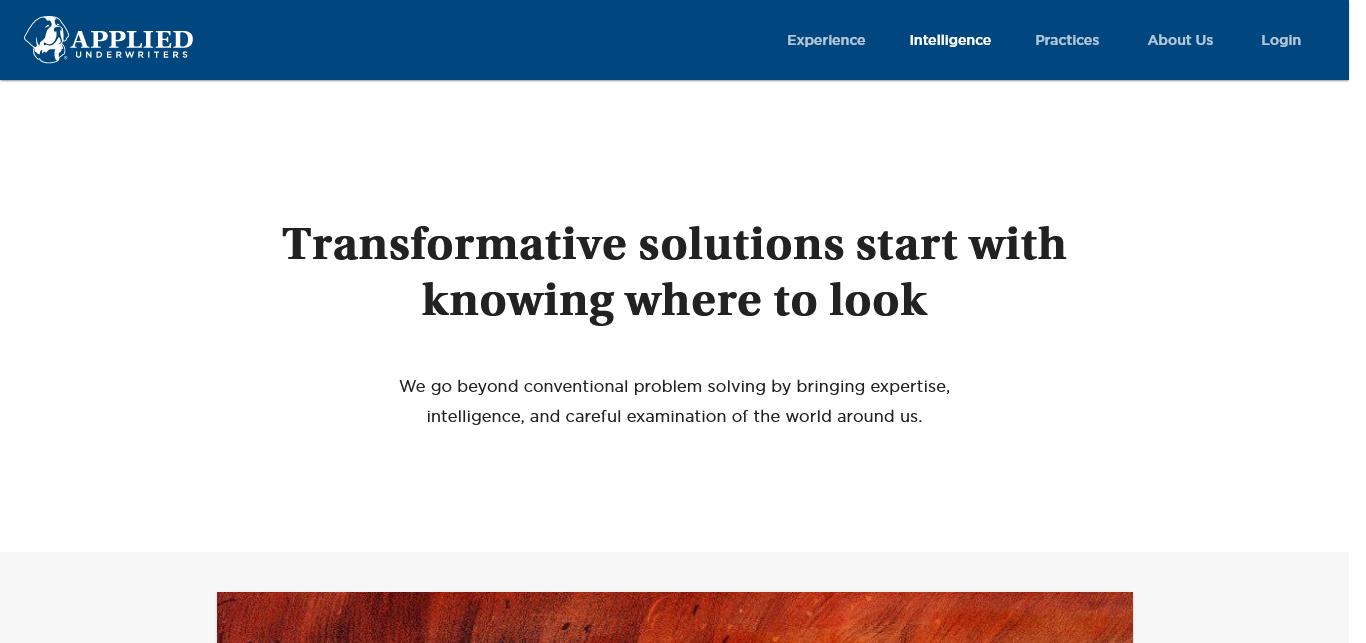 APPLIED
UNDERWRITERS
Experience
Intelligence
Practices
About Us
Login
Transformative solutions start with
knowing where to look
We go beyond conventional problem solving by bringing expertise,
intelligence, and careful examination of the world around us.